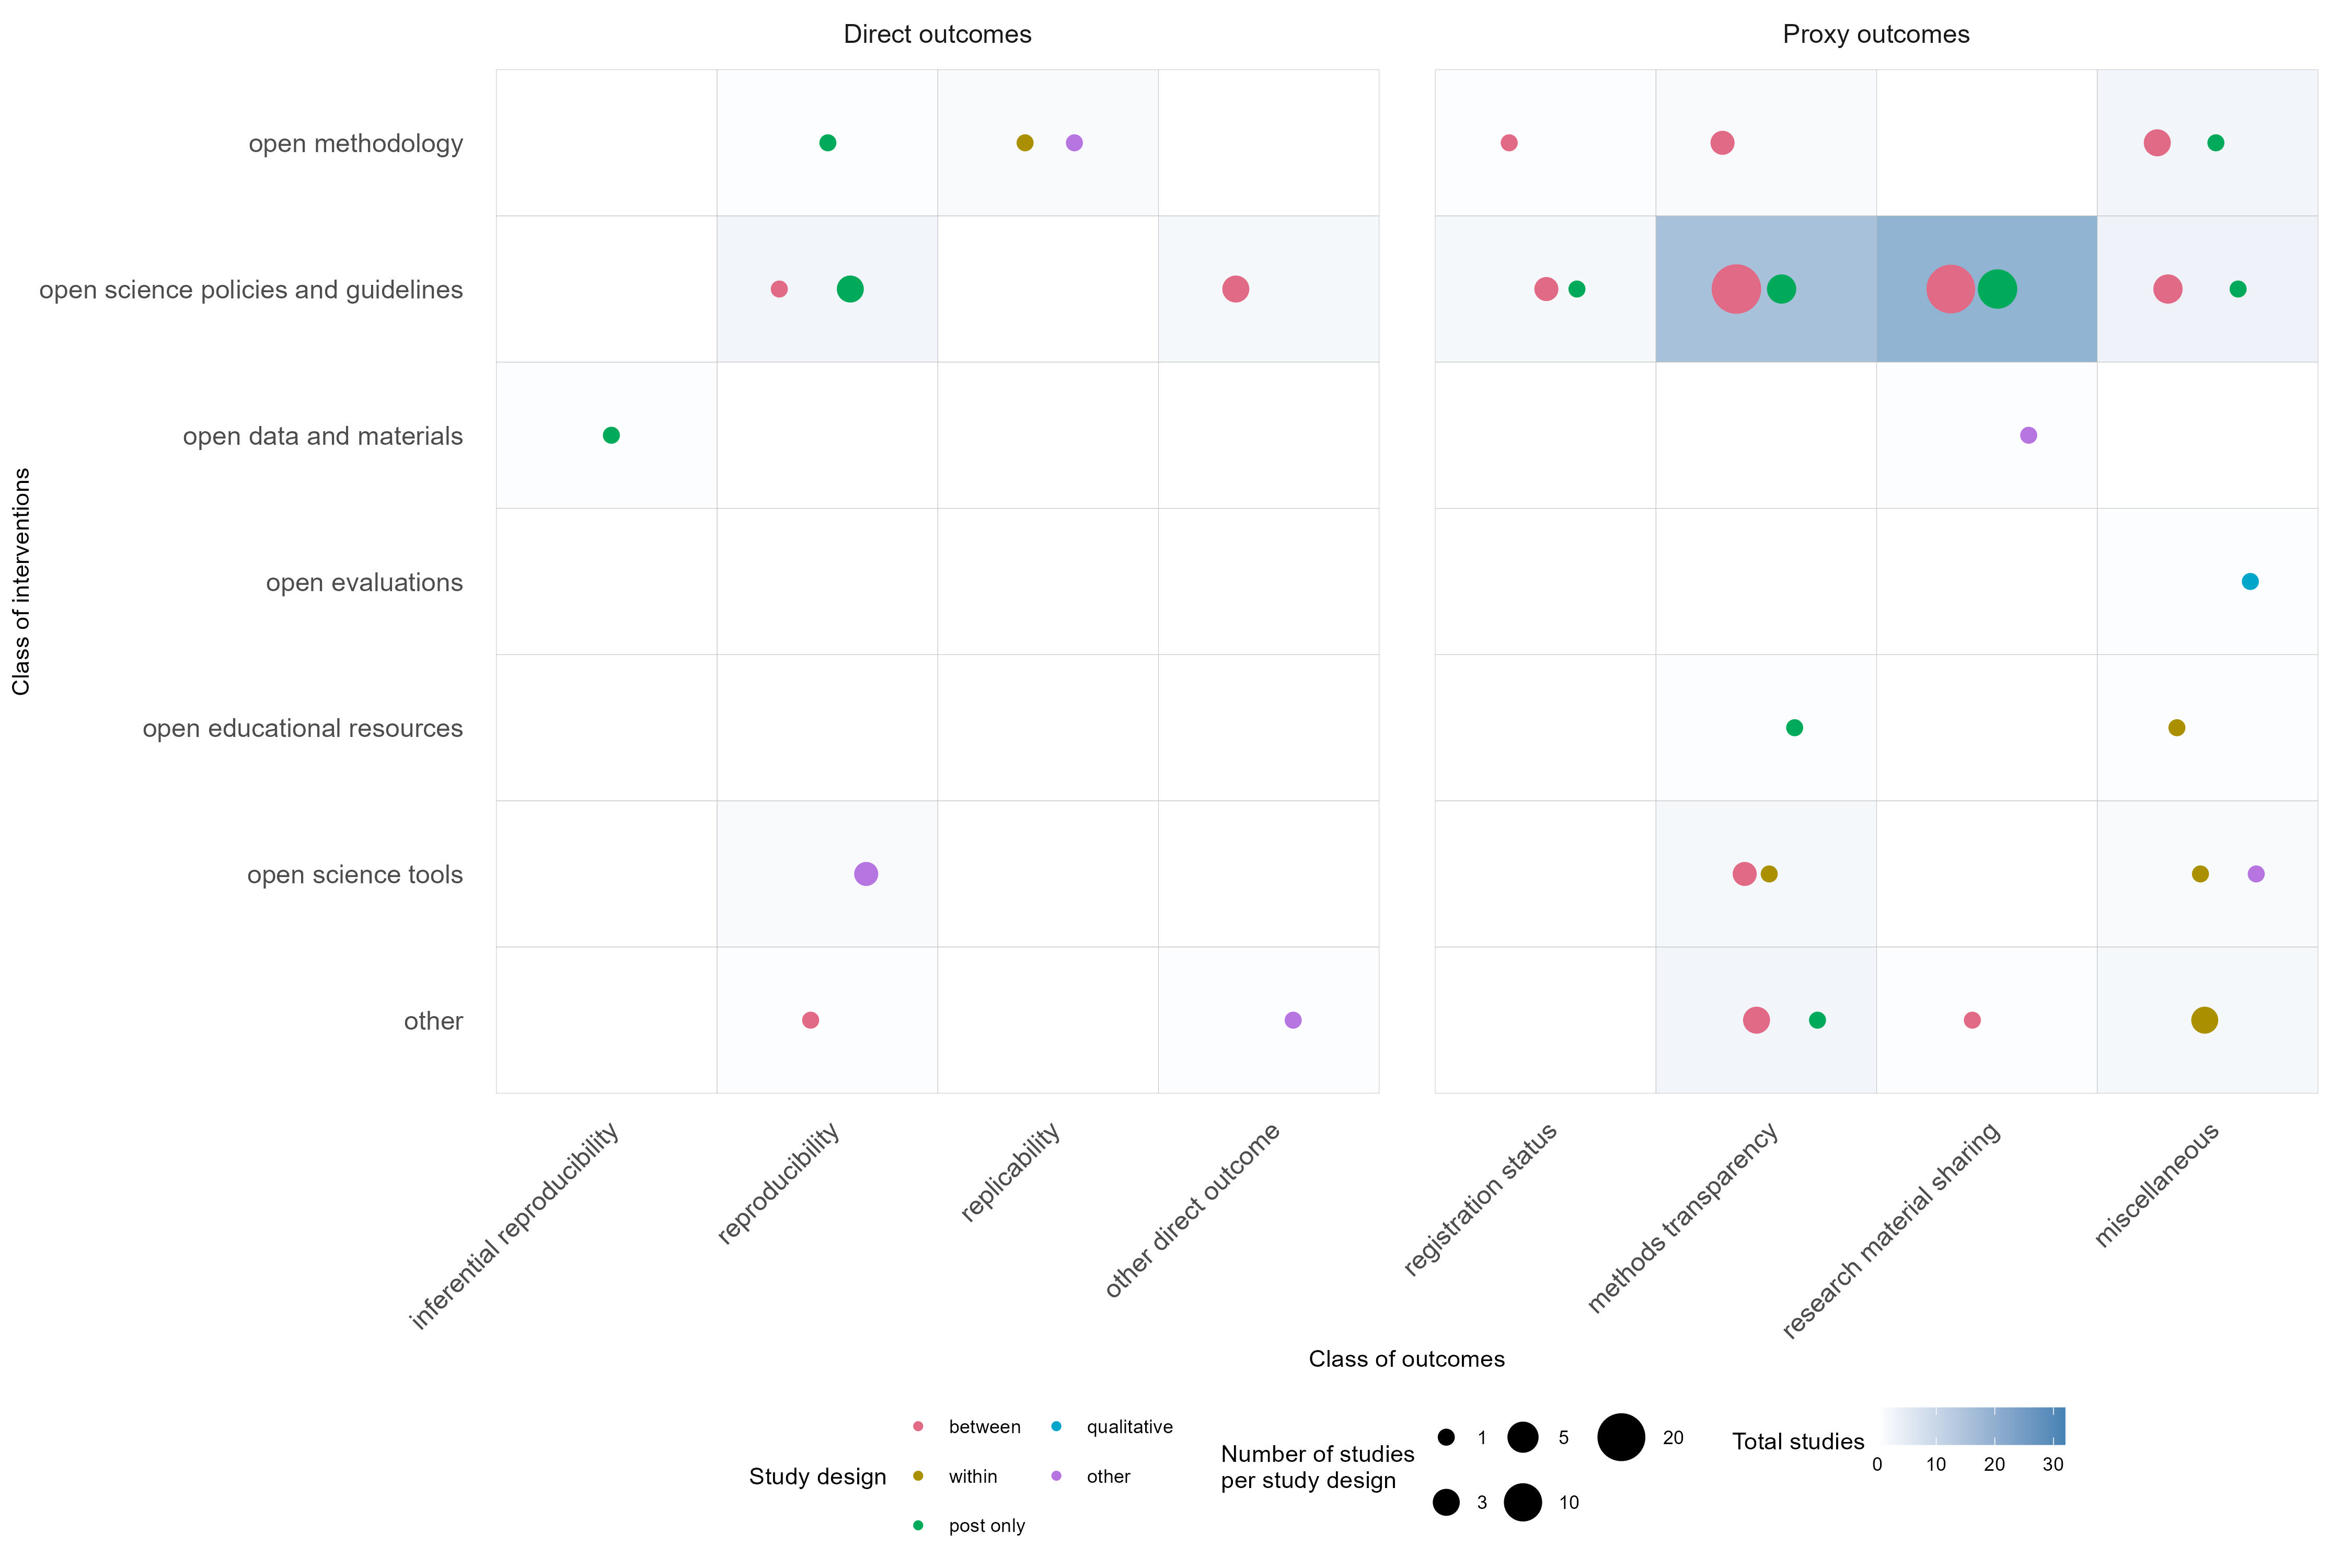 Direct outcomes
Proxy outcomes
Class of interventions
open methodology
open science policies and guidelines
open data and materials
open evaluations
open educational resources
open science tools
other
inferential reproducibility
reproducibility
replicability
other direct outcome
registration status
methods transparency
research material sharing
miscellaneous
Class of outcomes
Study design
between
within
post only
qualitative
other
Number of studies
per study design
1
3
5
10
20
Total studies
0
10
20
30